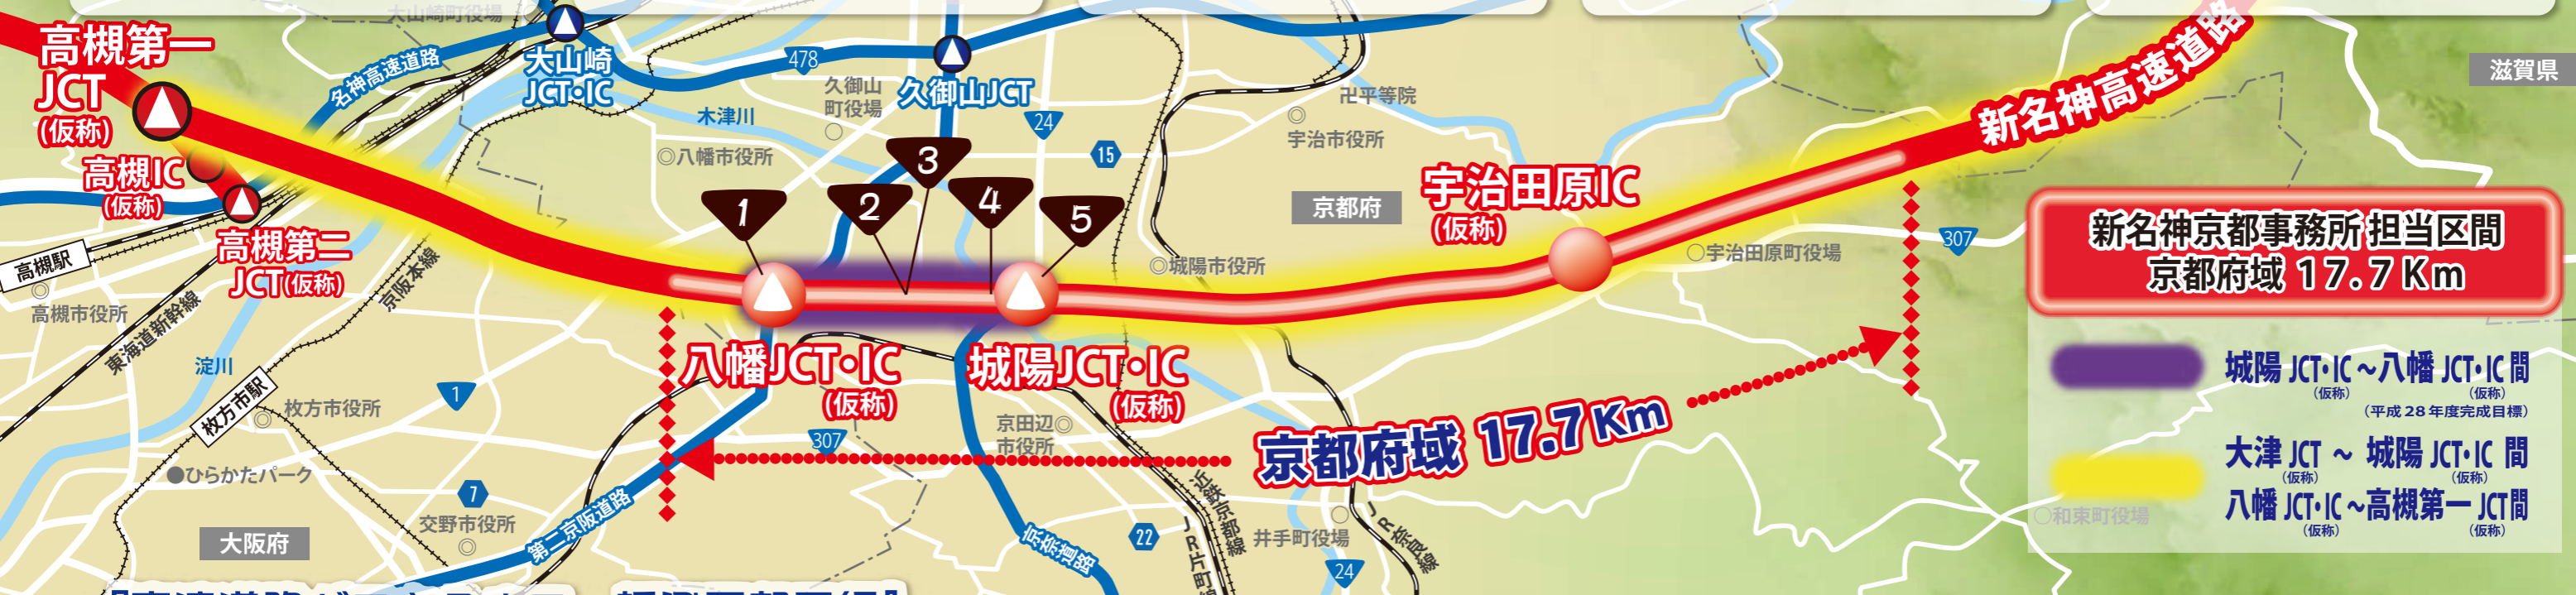 大山崎町役場
高槻第一
JCT
(仮称)
名神高速道路
大山崎
JCT・IC
478
久御山
町役場
久御山JCT
木津川
24
15
卍平等院
宇治市役所
滋賀県
新名神高速道路
高槻IC
(仮称)
高槻第二
JCT(仮称)
高槻駅
高槻市役所
東海道新幹線
京阪本線
八幡市役所
1
2
3
4
5
京都府
宇治田原IC
(仮称)
城陽市役所
宇治田原町役場
307
新名神京都事務所 担当区間
京都府域 17.7Km
淀川
枚方市駅
枚方市役所
1
ひらかたパーク
八幡JCT・IC
(仮称)
城陽JCT・IC
(仮称)
307
京田辺
市役所
京都府域 17.7Km
城陽 JCT・IC ~八幡 JCT・IC 間
(仮称) (仮称)
(平成28年度完成目標)
大津 JCT ~ 城陽 JCT・IC 間
(仮称) (仮称)
八幡 JCT・IC ~高槻第一 JCT間
(仮称) (仮称)
和束町役場
大阪府
7
交野市役所
第二京阪道路
京奈道路
22
近鉄京都線
JR片町線
井手町役場
24
JR奈良線